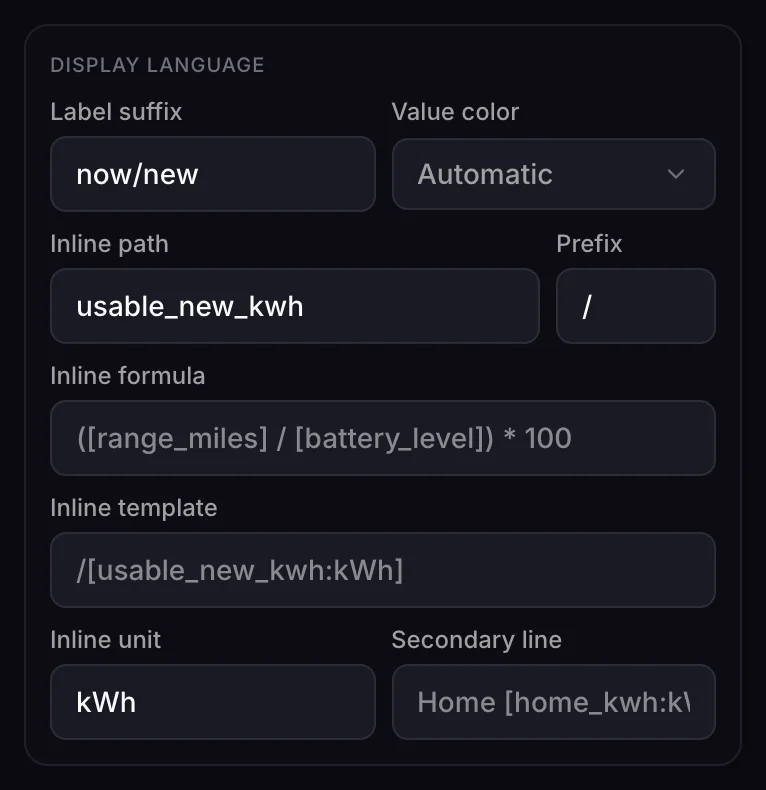 DISPLAY LANGUAGE
Label suffix Value color
now/new Automatic
Inline path Prefix
usable_new_kwh /
Inline formula
([range_miles] / [battery_level]) * 100
Inline template
/[usable_new_kwh:kWh]
Inline unit Secondary line
kWh Home [home_kwh:k